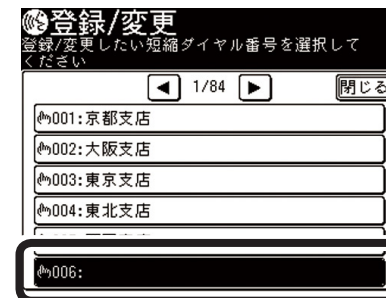 登録/変更
登録/変更したい短縮ダイヤル番号を選択して
ください
1/84
閉じる
001:京都支店
002:大阪支店
003:東京支店
004:東北支店
006: